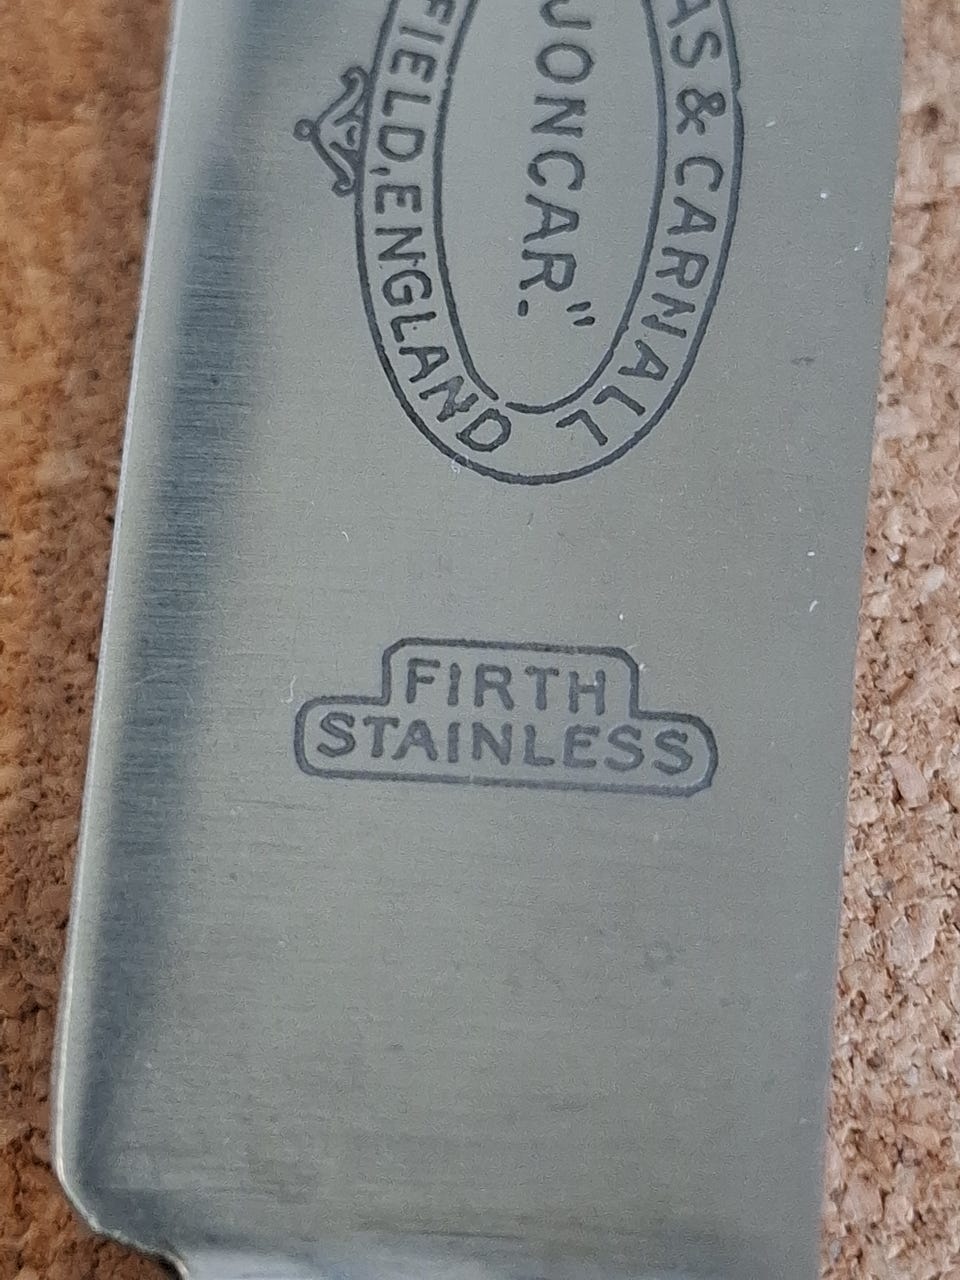 AS & CARNALL
"JONCAR."
FIELD, ENGLAND
FIRTH
STAINLESS